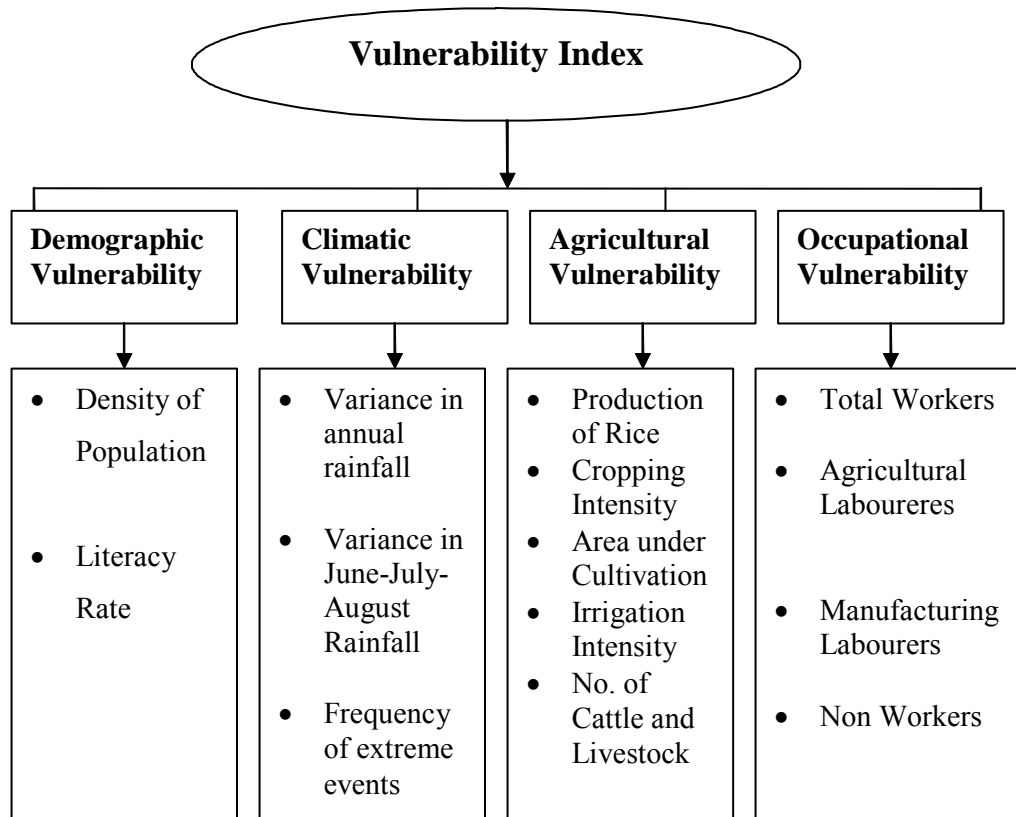 Vulnerability Index
Demographic
Vulnerability
Climatic
Vulnerability
Agricultural
Vulnerability
Occupational
Vulnerability
• Density of
Population
• Literacy
Rate
• Variance in
annual
rainfall
• Variance in
June-July-
August
Rainfall
• Frequency
of extreme
events
• Production
of Rice
• Cropping
Intensity
• Area under
Cultivation
• Irrigation
Intensity
• No. of
Cattle and
Livestock
• Total Workers
• Agricultural
Laboureres
• Manufacturing
Labourers
• Non Workers